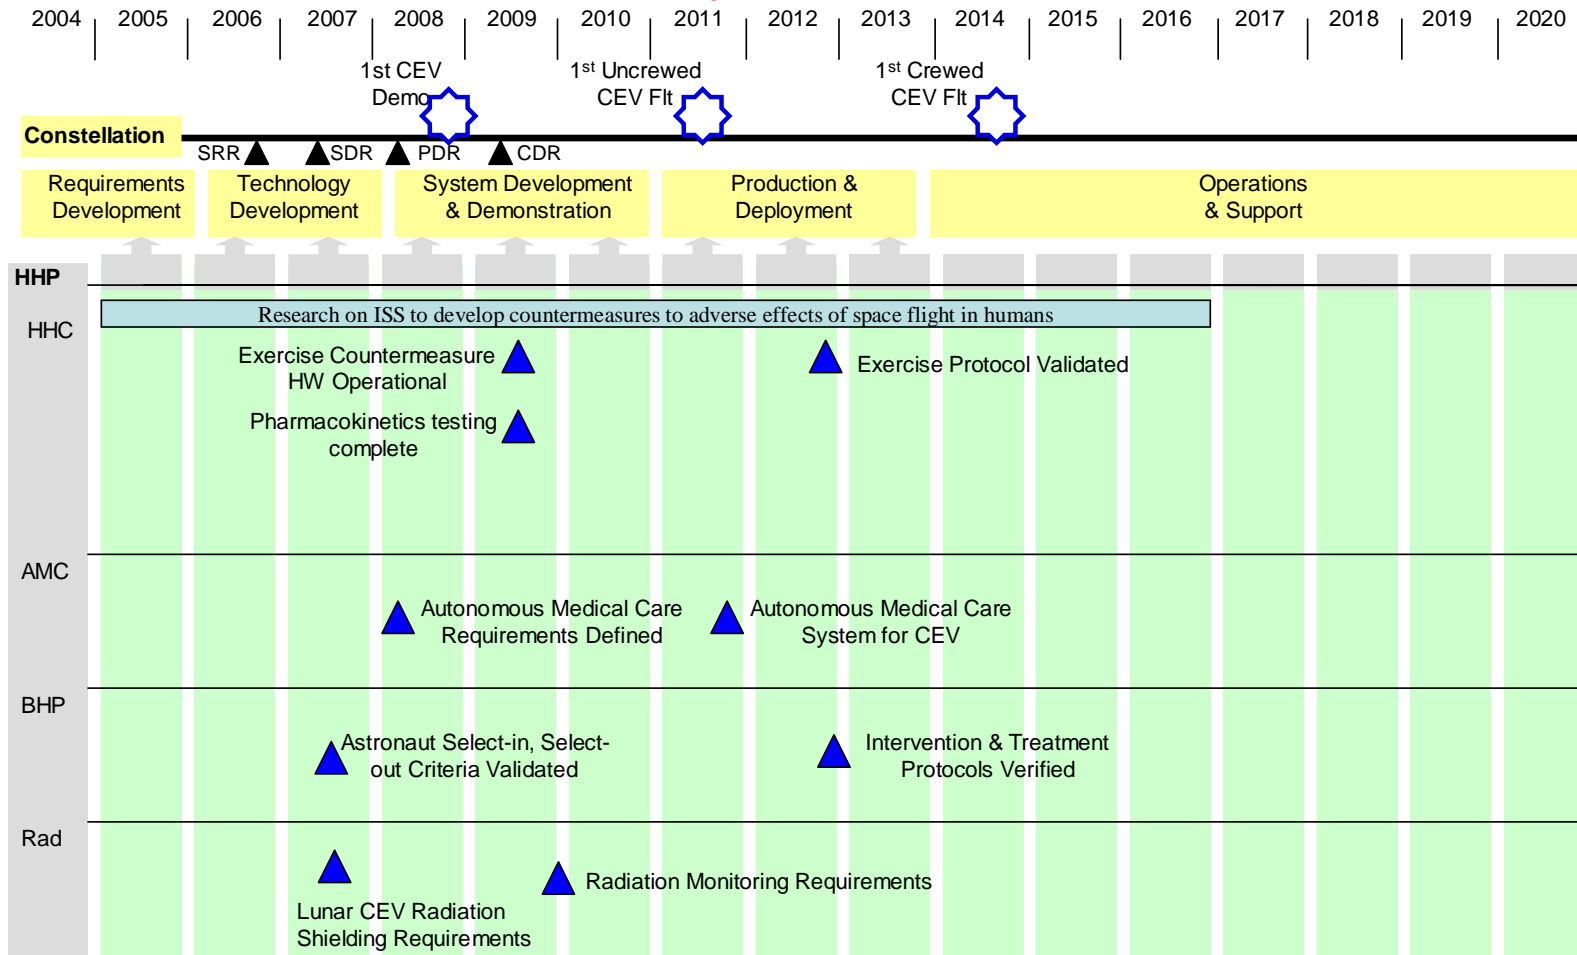 2004 2005 2006 2007 2008 2009 2010 2011 2012 2013 2014 2015 2016 2017 2018 2019 2020
1st CEV
Demo
1st Uncrewed
CEV Flt
1st Crewed
CEV Flt
Constellation
SRR SDR PDR CDR
Requirements
Development
Technology
Development
System Development
& Demonstration
Production &
Deployment
Operations
& Support
HHP
HHC
Research on ISS to develop countermeasures to adverse effects of space flight in humans
Exercise Countermeasure
HW Operational
Exercise Protocol Validated
Pharmacokinetics testing
complete
AMC
Autonomous Medical Care
Requirements Defined
Autonomous Medical Care
System for CEV
BHP
Astronaut Select-in, Select-
out Criteria Validated
Intervention & Treatment
Protocols Verified
Rad
Radiation Monitoring Requirements
Lunar CEV Radiation
Shielding Requirements